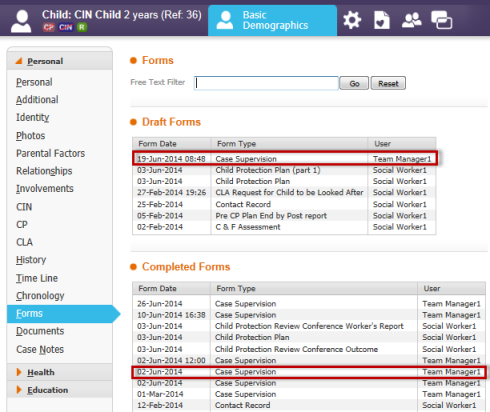 Child: CIN Child 2 years (Ref: 36)
CP CIN R
Basic
Demographics
Personal
Personal
Additional
Identity
Photos
Parental Factors
Relationships
Involvements
CIN
CP
CLA
History
Time Line
Chronology
Forms
Documents
Case Notes
Health
Education
Forms
Free Text Filter Go Reset
Draft Forms
Form Date Form Type User
19-Jun-2014 08:48 Case Supervision Team Manager1
03-Jun-2014 Child Protection Plan (part 1) Social Worker1
03-Jun-2014 Child Protection Plan Social Worker1
27-Feb-2014 19:26 CLA Request for Child to be Looked After Social Worker1
25-Feb-2014 Contact Record Social Worker1
05-Feb-2014 Pre CP Plan End by Post report Social Worker1
02-Feb-2014 C & F Assessment Social Worker1
Completed Forms
Form Date Form Type User
26-Jun-2014 Case Supervision Team Manager1
10-Jun-2014 16:38 Case Supervision Team Manager1
03-Jun-2014 Child Protection Review Conference Worker's Report Social Worker1
03-Jun-2014 Child Protection Plan Social Worker1
03-Jun-2014 Child Protection Conference Outcome Social Worker1
02-Jun-2014 12:00 Case Supervision Team Manager1
02-Jun-2014 Case Supervision Team Manager1
02-Jun-2014 Case Supervision Team Manager1
01-Mar-2014 Case Supervision Team Manager1
12-Feb-2014 Contact Record Social Worker1